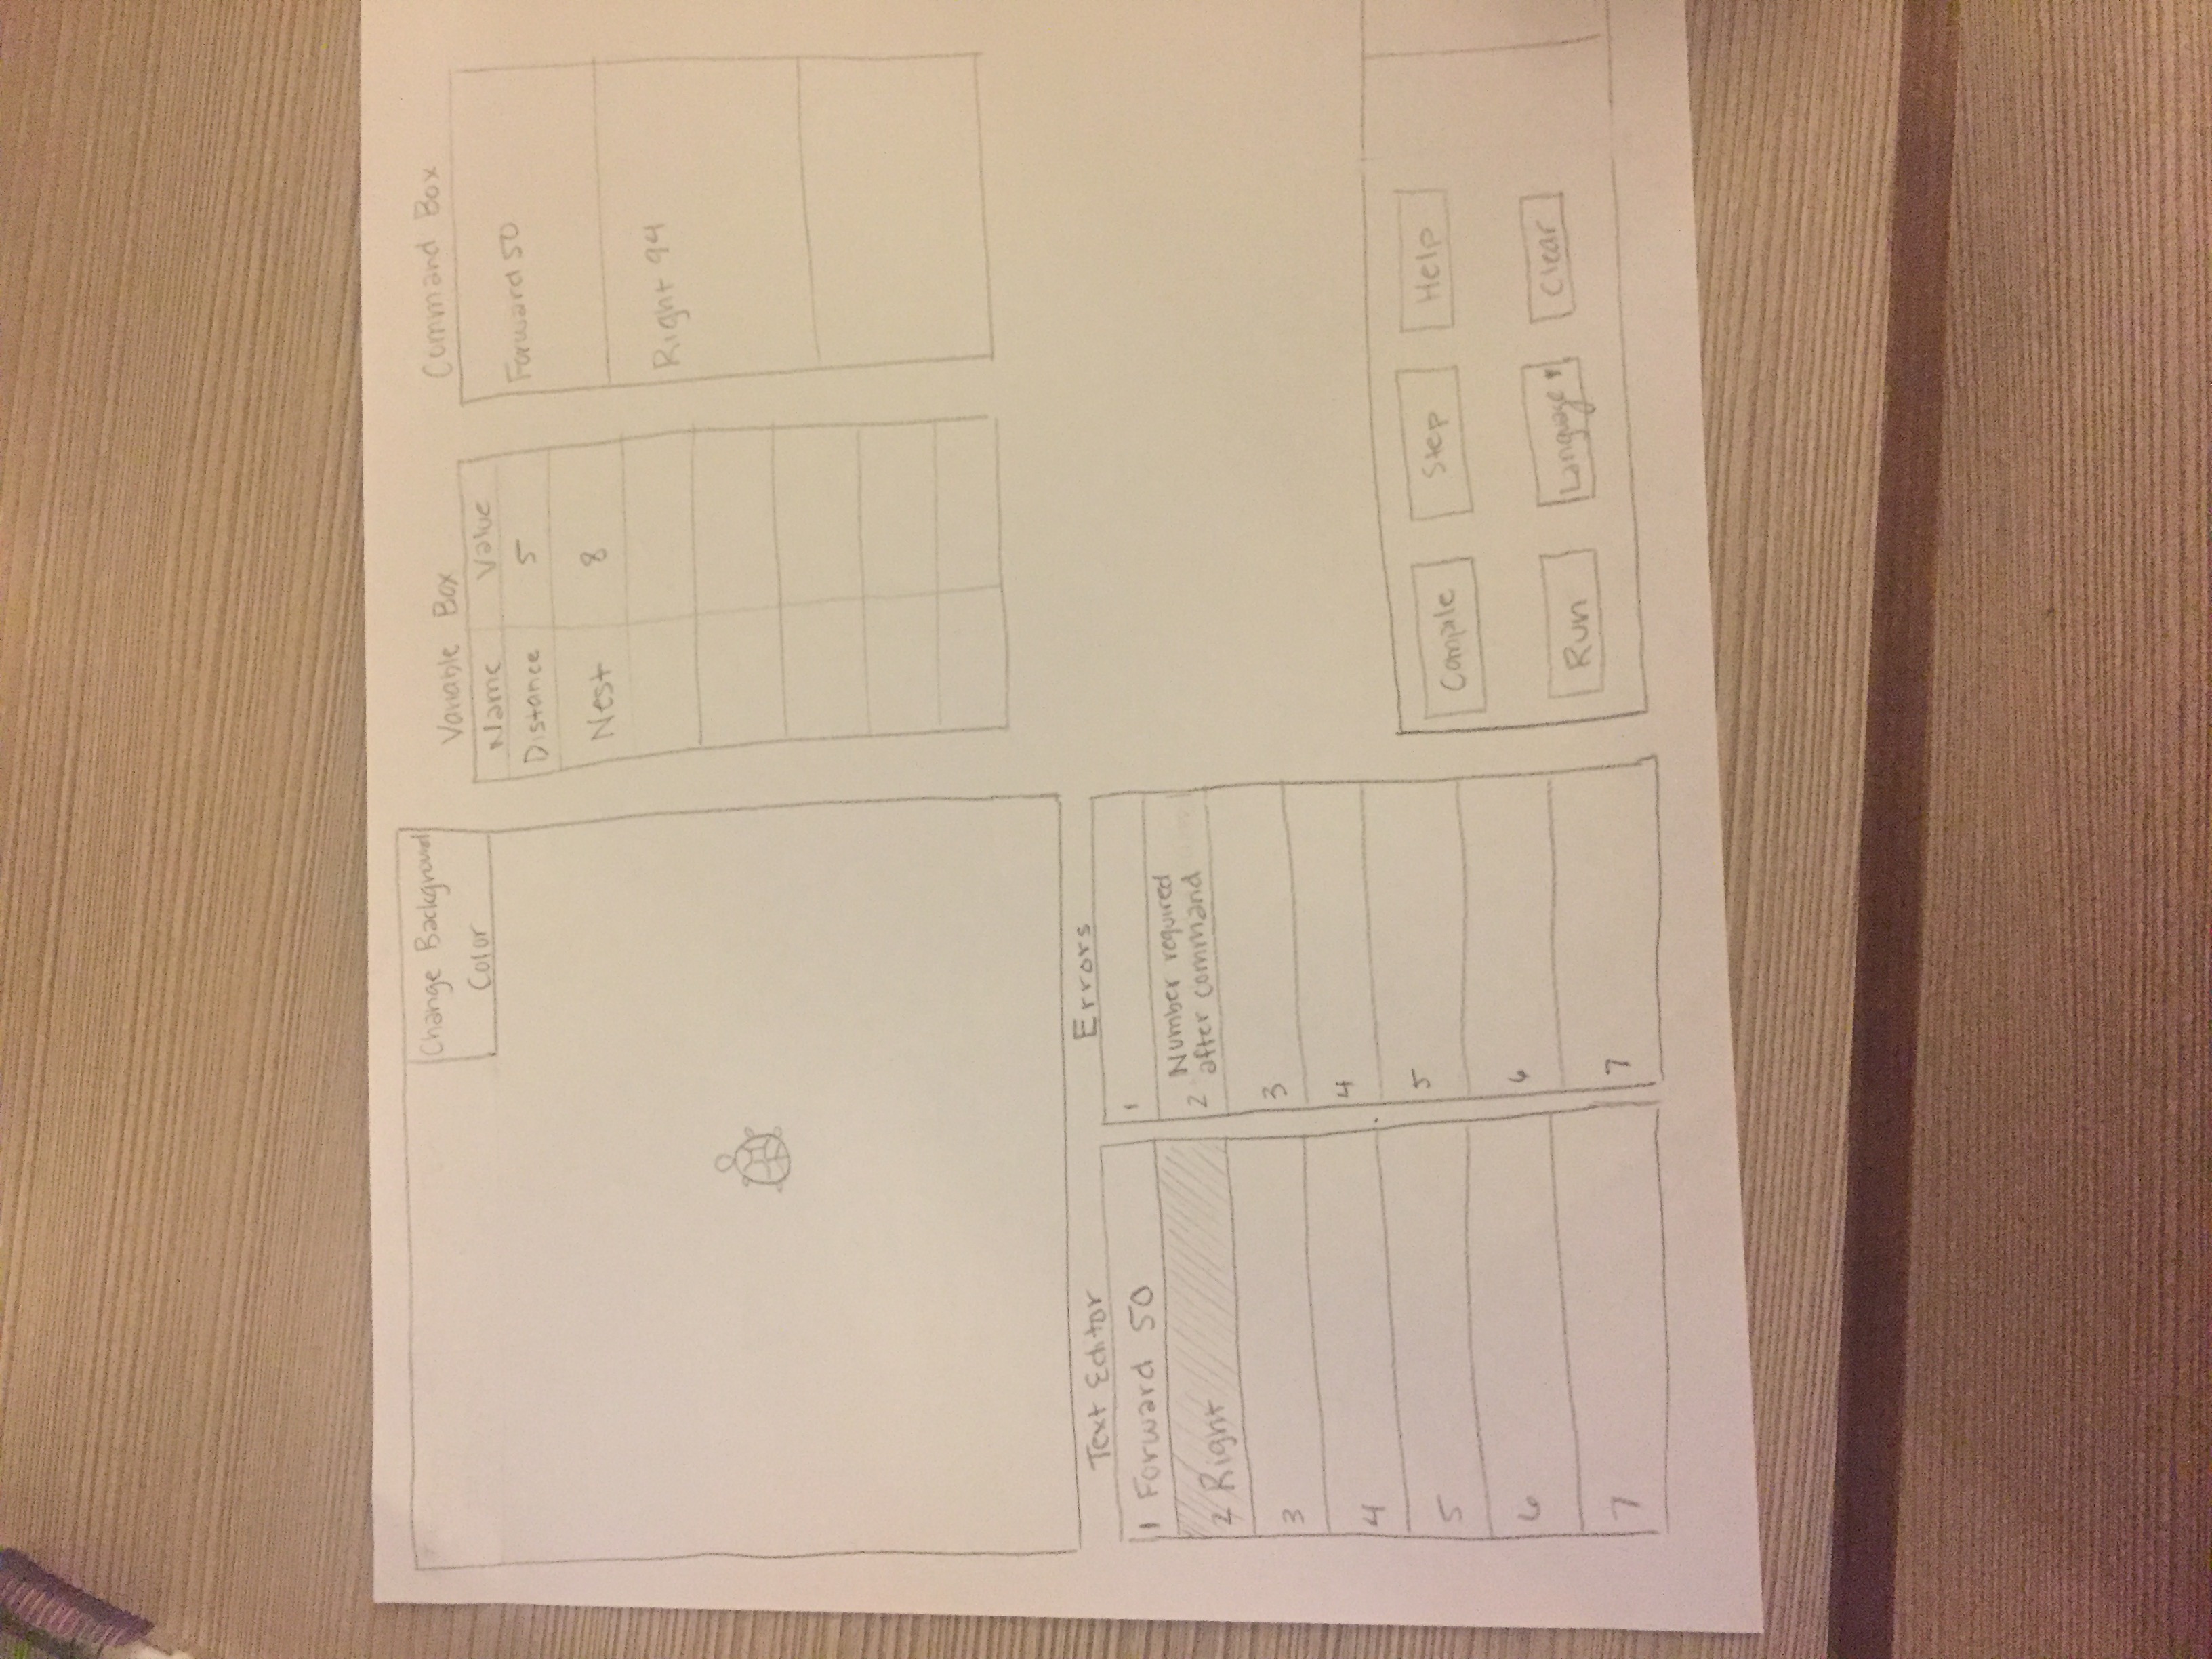 Change Background
Color
Variable Box
Name Value
Distance 5
Nest 8
Command Box
Forward 50
Right 94
Text Editor
1 Forward 50
2 Right
3
4
5
6
7
Errors
1
2 Number required
after command
3
4
5
6
7
Compile Step Help
Run Language ▾ Clear